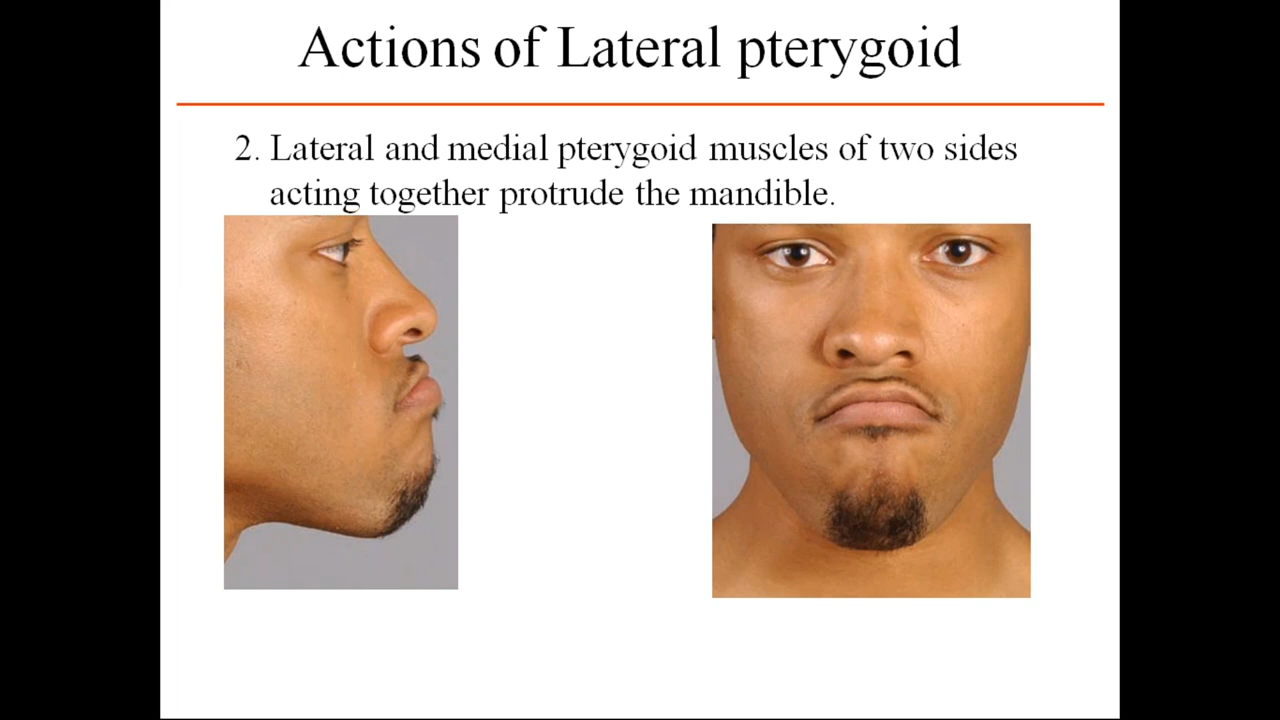 Actions of Lateral pterygoid
2. Lateral and medial pterygoid muscles of two sides
acting together protrude the mandible.